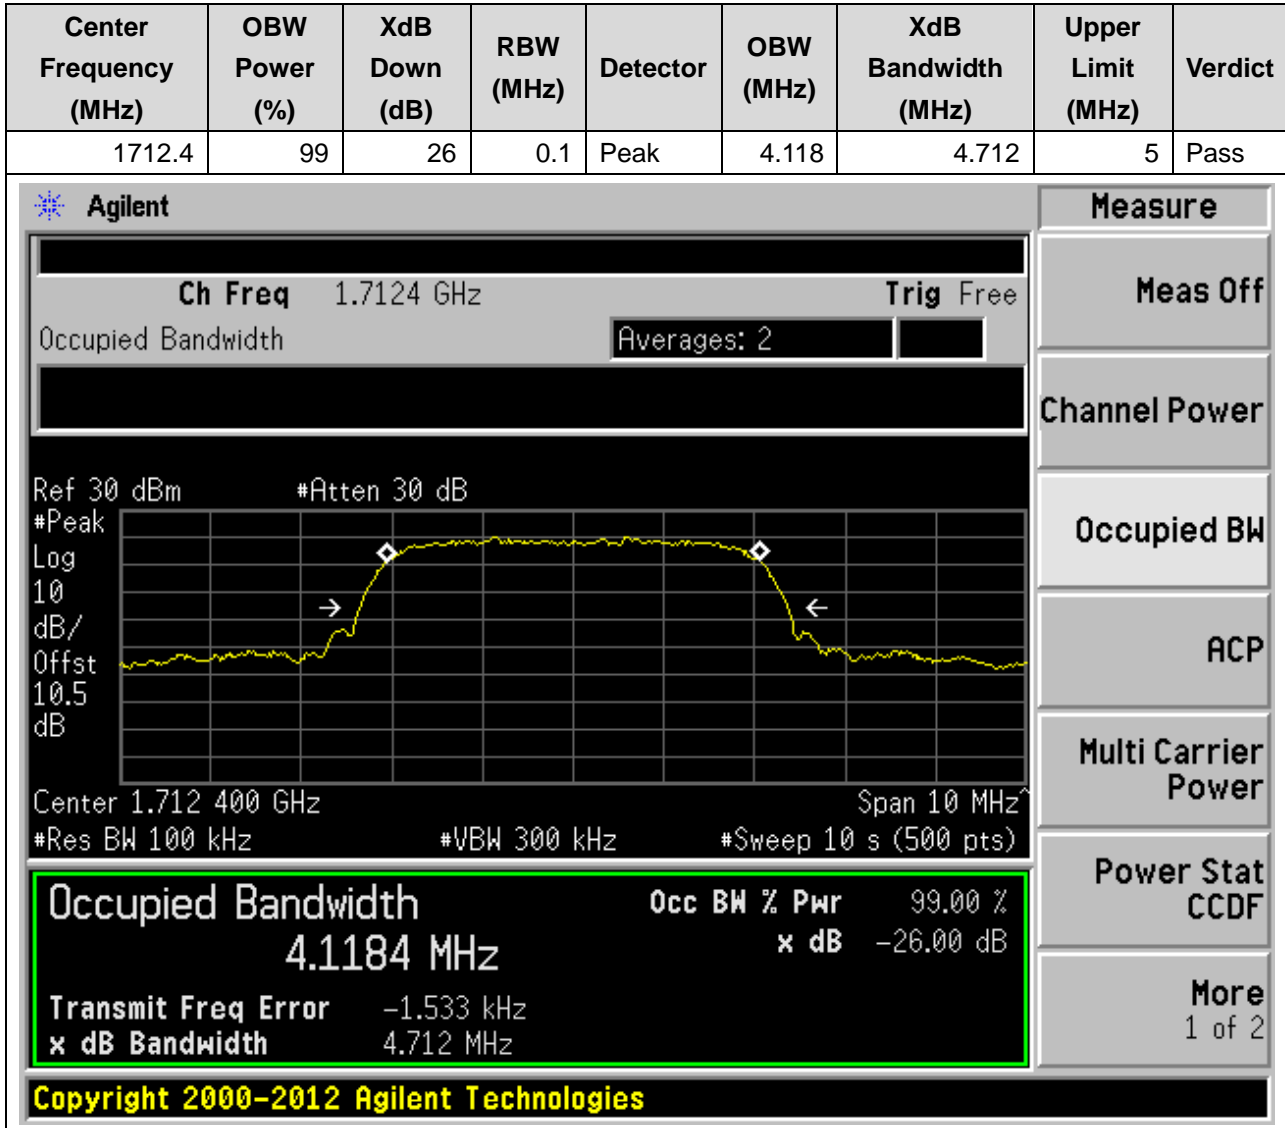 Center Frequency (MHz) OBW Power (%) XdB Down (dB) RBW (MHz) Detector OBW (MHz) XdB Bandwidth (MHz) Upper Limit (MHz) Verdict
1712.4 99 26 0.1 Peak 4.118 4.712 5 Pass
Agilent
Measure
Ch Freq 1.7124 GHz Trig Free
Meas Off
Occupied Bandwidth Averages: 2
Channel Power
Ref 30 dBm #Atten 30 dB
#Peak
Log
10
dB/
Offst
10.5
dB
Occupied BW
ACP
Multi Carrier
Power
Center 1.712 400 GHz Span 10 MHz^
#Res BW 100 kHz #VBW 300 kHz #Sweep 10 s (500 pts)
Power Stat
CCDF
Occupied Bandwidth
4.1184 MHz
Occ BW % Pwr 99.00 %
x dB -26.00 dB
Transmit Freq Error -1.533 kHz
x dB Bandwidth 4.712 MHz
More
1 of 2
Copyright 2000-2012 Agilent Technologies